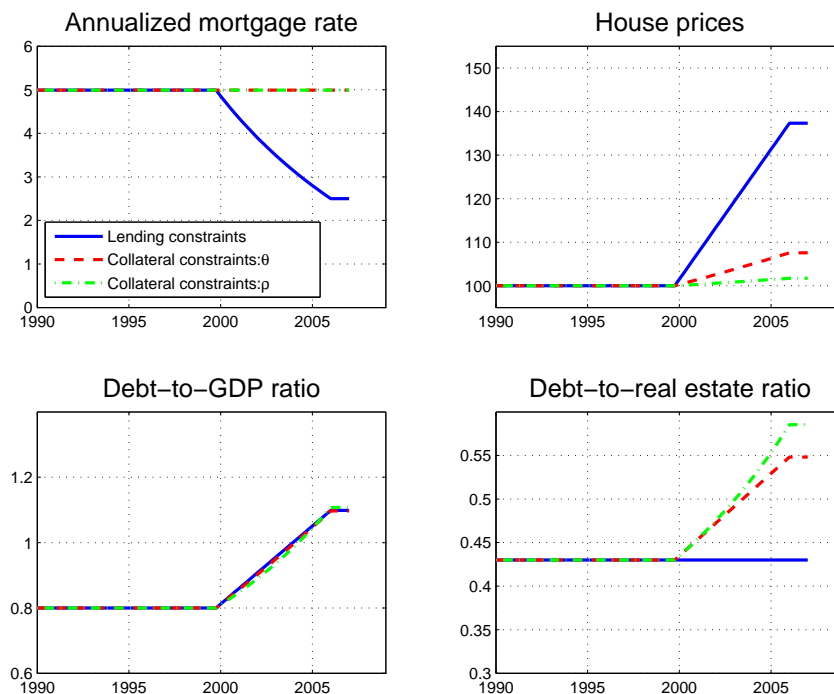 Annualized mortgage rate
6
5
4
3
2
1
0
1990 1995 2000 2005
Lending constraints
Collateral constraints:θ
Collateral constraints:ρ
House prices
150
140
130
120
110
100
1990 1995 2000 2005
Debt−to−GDP ratio
1.2
1
0.8
0.6
1990 1995 2000 2005
Debt−to−real estate ratio
0.55
0.5
0.45
0.4
0.35
0.3
1990 1995 2000 2005